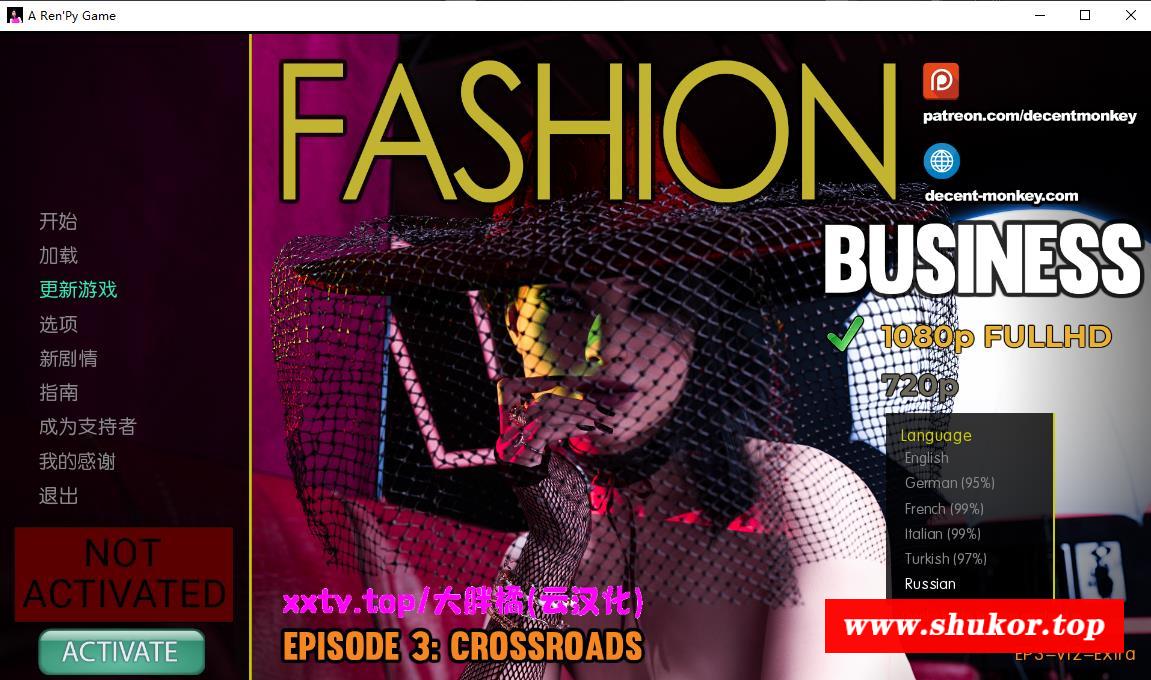 A Ren'Py Game
FASHION
patreon.com/decentmonkey
decent-monkey.com
BUSINESS
1080p FULLHD
720p
开始
加载
更新游戏
选项
新剧情
指南
成为支持者
我的感谢
退出
NOT
ACTIVATED
ACTIVATE
Language
English
German (95%)
French (99%)
Italian (99%)
Turkish (97%)
Russian
xxtv.top/大胖橘(云汉化)
EPISODE 3: CROSSROADS
www.shukor.top